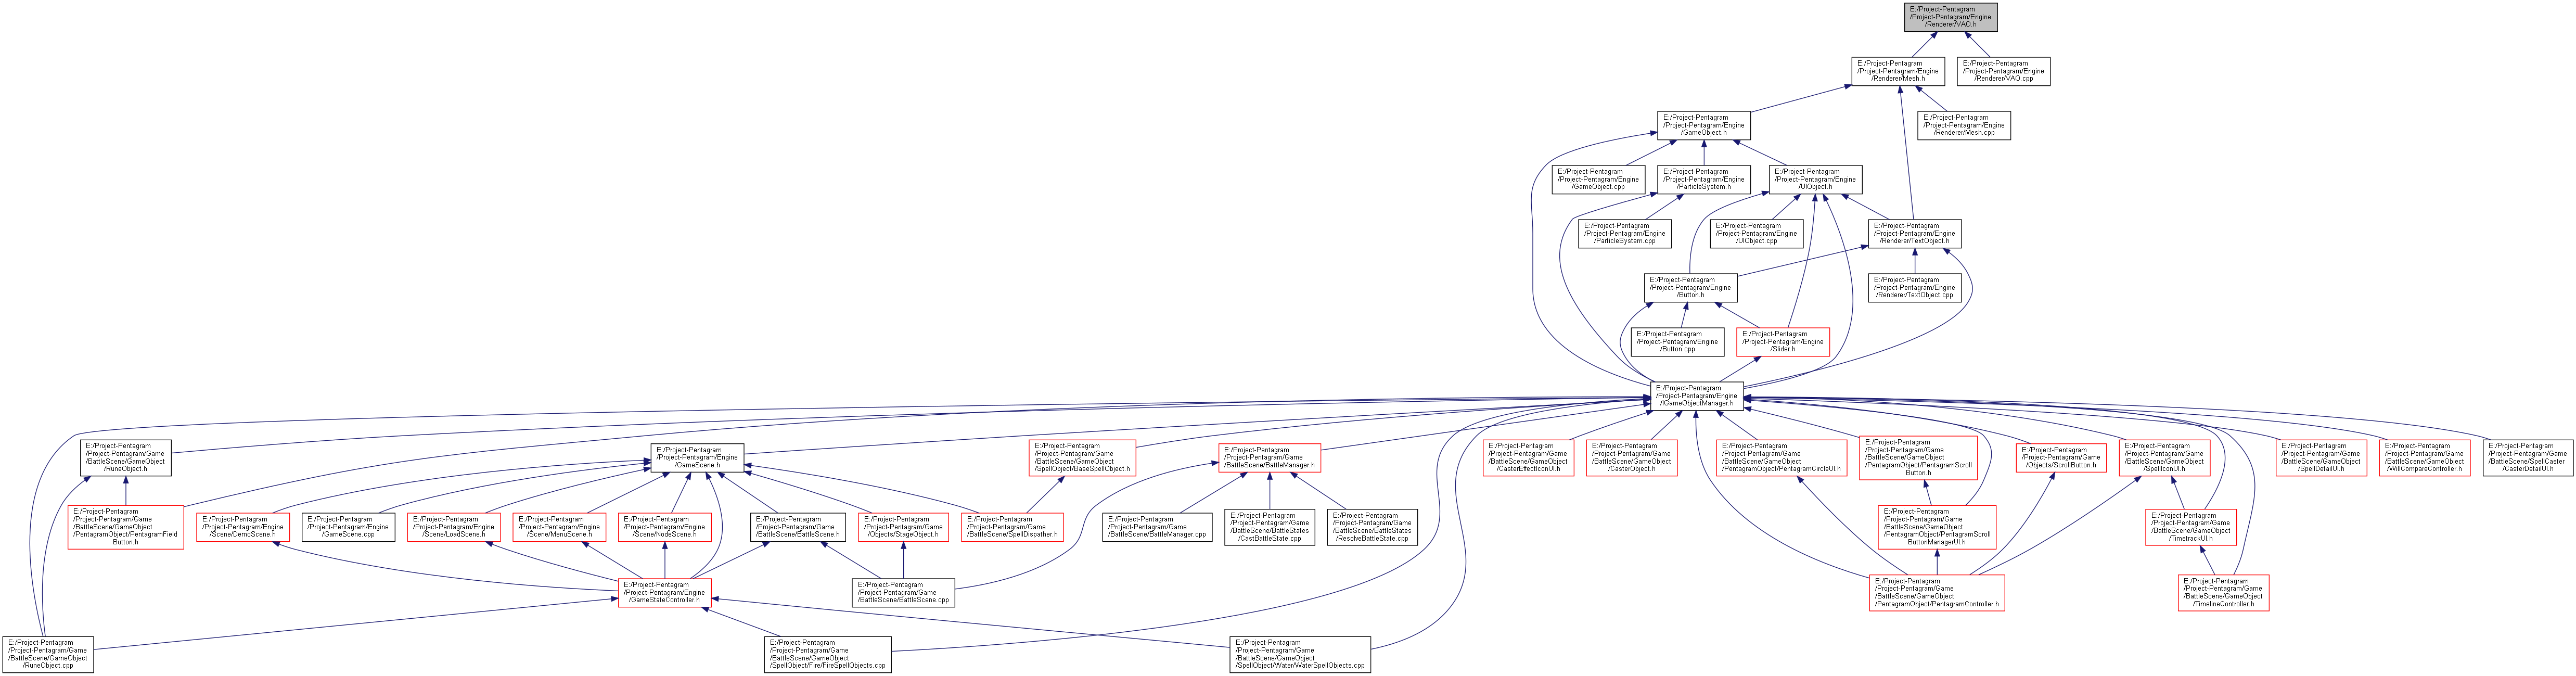 E:/Project-Pentagram
/Project-Pentagram/Engine
/Renderer/VAO.h
E:/Project-Pentagram
/Project-Pentagram/Engine
/Renderer/Mesh.h
E:/Project-Pentagram
/Project-Pentagram/Engine
/Renderer/VAO.cpp
E:/Project-Pentagram
/Project-Pentagram/Engine
/GameObject.h
E:/Project-Pentagram
/Project-Pentagram/Engine
/Renderer/Mesh.cpp
E:/Project-Pentagram
/Project-Pentagram/Engine
/GameObject.cpp
E:/Project-Pentagram
/Project-Pentagram/Engine
/ParticleSystem.h
E:/Project-Pentagram
/Project-Pentagram/Engine
/UIObject.h
E:/Project-Pentagram
/Project-Pentagram/Engine
/ParticleSystem.cpp
E:/Project-Pentagram
/Project-Pentagram/Engine
/UIObject.cpp
E:/Project-Pentagram
/Project-Pentagram/Engine
/Renderer/TextObject.h
E:/Project-Pentagram
/Project-Pentagram/Engine
/Button.h
E:/Project-Pentagram
/Project-Pentagram/Engine
/Renderer/TextObject.cpp
E:/Project-Pentagram
/Project-Pentagram/Engine
/Button.cpp
E:/Project-Pentagram
/Project-Pentagram/Engine
/Slider.h
E:/Project-Pentagram
/Project-Pentagram/Engine
/GameObjectManager.h
E:/Project-Pentagram
/Project-Pentagram/Game
/BattleScene/GameObject
/RuneObject.h
E:/Project-Pentagram
/Project-Pentagram/Engine
/GameScene.h
E:/Project-Pentagram
/Project-Pentagram/Game
/BattleScene/GameObject
/SpellObject/BaseSpellObject.h
E:/Project-Pentagram
/Project-Pentagram/Game
/BattleScene/BattleManager.h
E:/Project-Pentagram
/Project-Pentagram/Game
/BattleScene/GameObject
/CasterEffectIconUI.h
E:/Project-Pentagram
/Project-Pentagram/Game
/BattleScene/GameObject
/CasterObject.h
E:/Project-Pentagram
/Project-Pentagram/Game
/BattleScene/GameObject
/PentagramObject/PentagramCircleUI.h
E:/Project-Pentagram
/Project-Pentagram/Game
/BattleScene/GameObject
/PentagramObject/PentagramScroll
Button.h
E:/Project-Pentagram
/Project-Pentagram/Game
/Objects/ScrollButton.h
E:/Project-Pentagram
/Project-Pentagram/Game
/BattleScene/GameObject
/SpellIconUI.h
E:/Project-Pentagram
/Project-Pentagram/Game
/BattleScene/GameObject
/SpellDetailUI.h
E:/Project-Pentagram
/Project-Pentagram/Game
/BattleScene/GameObject
/WillCompareController.h
E:/Project-Pentagram
/Project-Pentagram/Game
/BattleScene/SpellCaster
/CasterDetailUI.h
E:/Project-Pentagram
/Project-Pentagram/Game
/BattleScene/GameObject
/PentagramObject/PentagramField
Button.h
E:/Project-Pentagram
/Project-Pentagram/Engine
/Scene/DemoScene.h
E:/Project-Pentagram
/Project-Pentagram/Engine
/GameScene.cpp
E:/Project-Pentagram
/Project-Pentagram/Engine
/Scene/LoadScene.h
E:/Project-Pentagram
/Project-Pentagram/Engine
/Scene/MenuScene.h
E:/Project-Pentagram
/Project-Pentagram/Engine
/Scene/NodeScene.h
E:/Project-Pentagram
/Project-Pentagram/Game
/BattleScene/BattleScene.h
E:/Project-Pentagram
/Project-Pentagram/Game
/Objects/StageObject.h
E:/Project-Pentagram
/Project-Pentagram/Game
/BattleScene/SpellDispather.h
E:/Project-Pentagram
/Project-Pentagram/Game
/BattleScene/BattleManager.cpp
E:/Project-Pentagram
/Project-Pentagram/Game
/BattleScene/BattleStates
/CastBattleState.cpp
E:/Project-Pentagram
/Project-Pentagram/Game
/BattleScene/BattleStates
/ResolveBattleState.cpp
E:/Project-Pentagram
/Project-Pentagram/Game
/BattleScene/GameObject
/PentagramObject/PentagramScroll
ButtonManagerUI.h
E:/Project-Pentagram
/Project-Pentagram/Game
/BattleScene/GameObject
/TimetrackUI.h
E:/Project-Pentagram
/Project-Pentagram/Engine
/GameStateController.h
E:/Project-Pentagram
/Project-Pentagram/Game
/BattleScene/BattleScene.cpp
E:/Project-Pentagram
/Project-Pentagram/Game
/BattleScene/GameObject
/PentagramObject/PentagramController.h
E:/Project-Pentagram
/Project-Pentagram/Game
/BattleScene/GameObject
/TimelineController.h
E:/Project-Pentagram
/Project-Pentagram/Game
/BattleScene/GameObject
/RuneObject.cpp
E:/Project-Pentagram
/Project-Pentagram/Game
/BattleScene/GameObject
/SpellObject/Fire/FireSpellObjects.cpp
E:/Project-Pentagram
/Project-Pentagram/Game
/BattleScene/GameObject
/SpellObject/Water/WaterSpellObjects.cpp